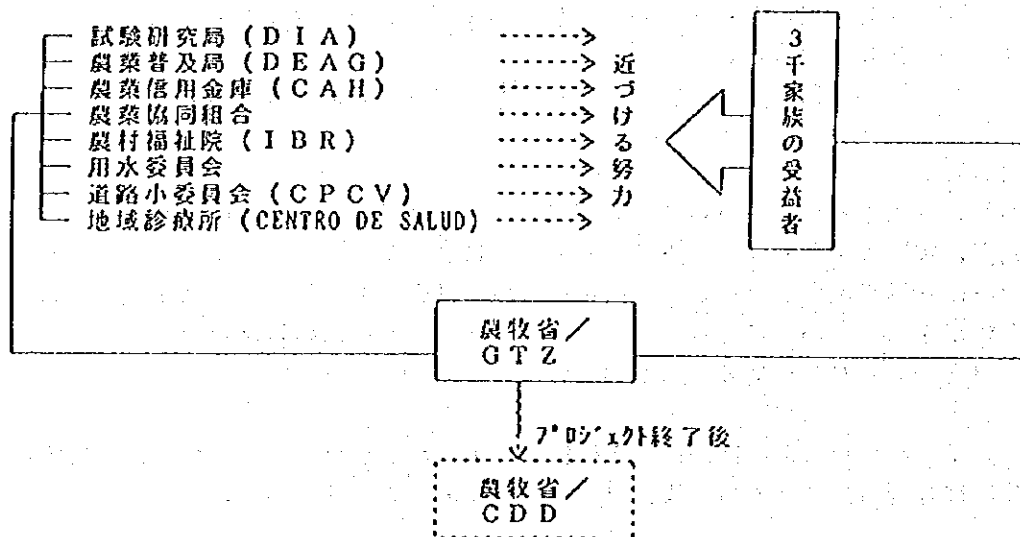 試験研究局 (DIA) ······>
農業普及局 (DEAG) ······>
農業信用金庫 (CAH) ······>
農業協同組合 ······>
農村福祉院 (IBR) ······>
用水委員会 ······>
道路小委員会 (CPCV) ······>
地域診療所 (CENTRO DE SALUD) ······>
近づける努力
3千家族の受益者
農牧省/
GTZ
プロジェクト終了後
農牧省/
CDD